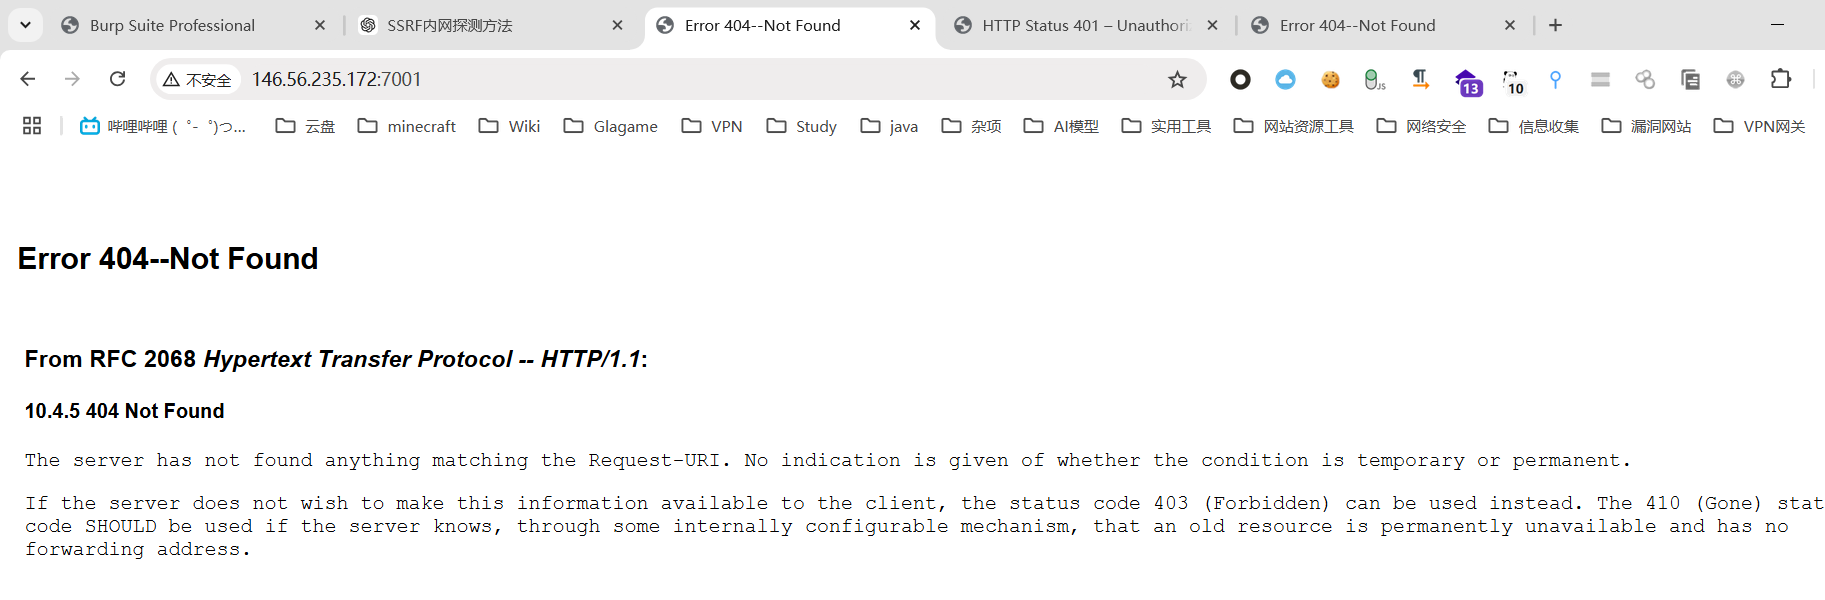 Burp Suite Professional
SSRF内网探测方法
Error 404--Not Found
HTTP Status 401 – Unauthoriz
Error 404--Not Found
不安全 146.56.235.172:7001
JS 13 10
哔哩哔哩 ( ゜- ゜)つ... 云盘 minecraft Wiki Glagame VPN Study java 杂项 AI模型 实用工具 网站资源工具 网络安全 信息收集 漏洞网站 VPN网关
Error 404--Not Found
From RFC 2068 Hypertext Transfer Protocol -- HTTP/1.1:
10.4.5 404 Not Found
The server has not found anything matching the Request-URI. No indication is given of whether the condition is temporary or permanent.
If the server does not wish to make this information available to the client, the status code 403 (Forbidden) can be used instead. The 410 (Gone) stat
code SHOULD be used if the server knows, through some internally configurable mechanism, that an old resource is permanently unavailable and has no
forwarding address.